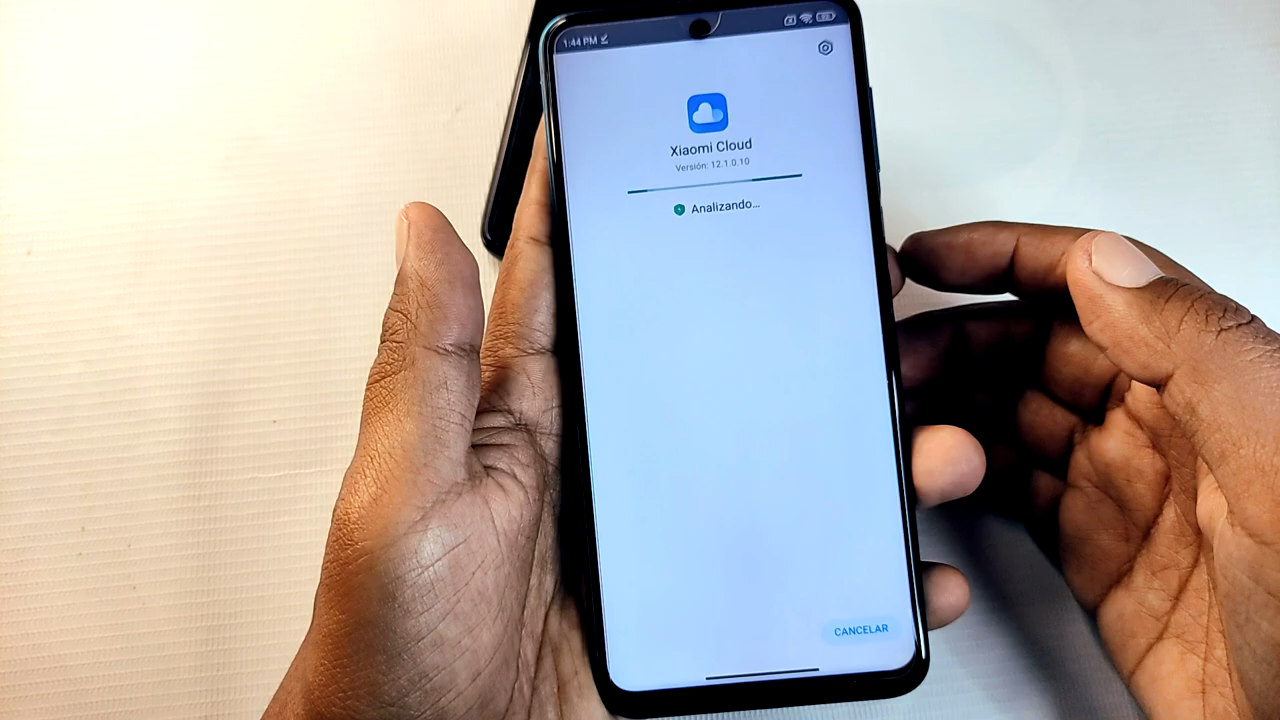 1:44 PM
Xiaomi Cloud
Versión: 12.1.0.10
Analizando...
CANCELAR